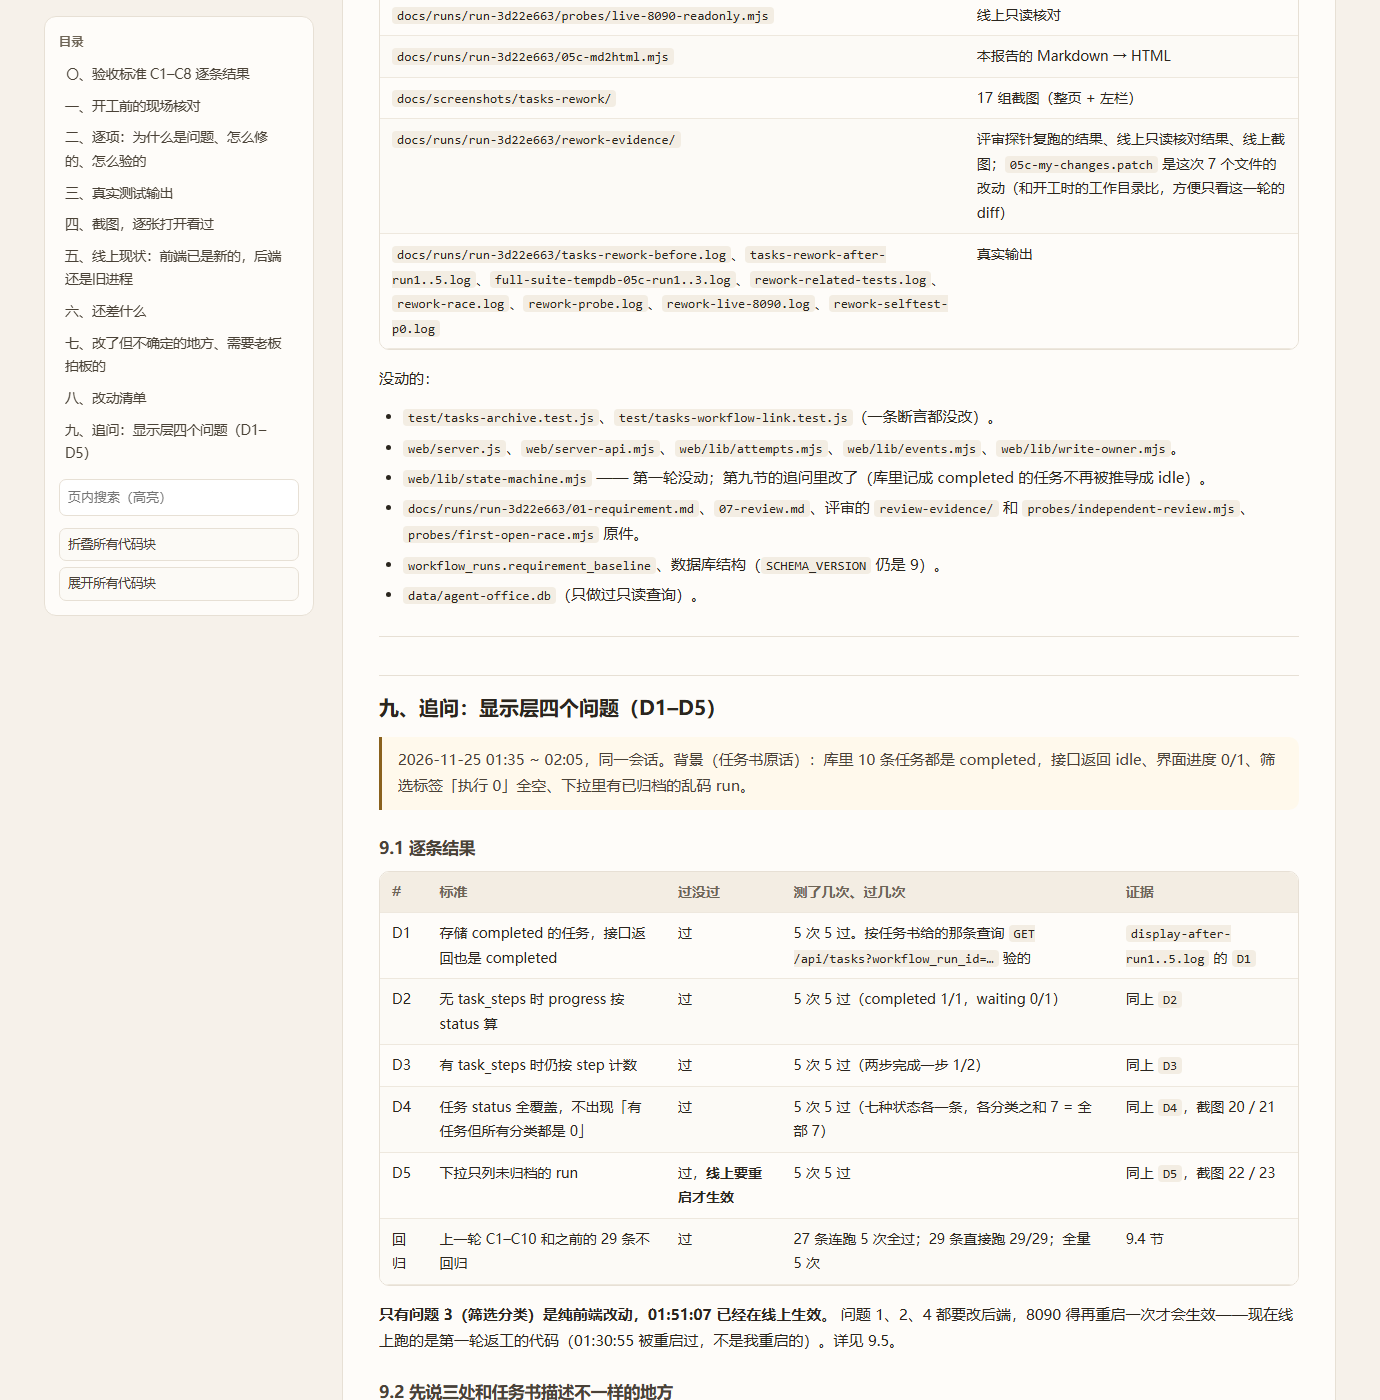 目录
〇、验收标准 C1–C8 逐条结果
一、开工前的现场核对
二、逐项：为什么是问题、怎么修
的、怎么验的
三、真实测试输出
四、截图，逐张打开看过
五、线上现状：前端已是新的，后端
还是旧进程
六、还差什么
七、改了但不确定的地方、需要老板
拍板的
八、改动清单
九、追问：显示层四个问题（D1–
D5）
页内搜索（高亮）
折叠所有代码块
展开所有代码块
docs/runs/run-3d22e663/probes/live-8090-readonly.mjs
线上只读核对
docs/runs/run-3d22e663/05c-md2html.mjs
本报告的 Markdown → HTML
docs/screenshots/tasks-rework/
17 组截图（整页 + 左栏）
docs/runs/run-3d22e663/rework-evidence/
评审探针复跑的结果、线上只读核对结果、线上截
图；05c-my-changes.patch 是这次 7 个文件的
改动（和开工时的工作目录比，方便只看这一轮的
diff）
docs/runs/run-3d22e663/tasks-rework-before.log、tasks-rework-after-
run1..5.log、full-suite-tempdb-05c-run1..3.log、rework-related-tests.log、
rework-race.log、rework-probe.log、rework-live-8090.log、rework-selftest-
p0.log
真实输出
没动的：
• test/tasks-archive.test.js、test/tasks-workflow-link.test.js（一条断言都没改）。
• web/server.js、web/server-api.mjs、web/lib/attempts.mjs、web/lib/events.mjs、web/lib/write-owner.mjs。
• web/lib/state-machine.mjs —— 第一轮没动；第九节的追问里改了（库里记成 completed 的任务不再被推导成 idle）。
• docs/runs/run-3d22e663/01-requirement.md、07-review.md、评审的 review-evidence/ 和 probes/independent-review.mjs、
probes/first-open-race.mjs 原件。
• workflow_runs.requirement_baseline、数据库结构（SCHEMA_VERSION 仍是 9）。
• data/agent-office.db（只做过只读查询）。
九、追问：显示层四个问题（D1–D5）
2026-11-25 01:35 ~ 02:05，同一会话。背景（任务书原话）：库里 10 条任务都是 completed，接口返回 idle、界面进度 0/1、筛
选标签「执行 0」全空、下拉里有已归档的乱码 run。
9.1 逐条结果
# 标准 过没过 测了几次、过几次 证据
D1 存储 completed 的任务，接口返
回也是 completed
过
5 次 5 过。按任务书给的那条查询 GET
/api/tasks?workflow_run_id=… 验的
display-after-
run1..5.log 的 D1
D2 无 task_steps 时 progress 按
status 算
过
5 次 5 过（completed 1/1，waiting 0/1）
同上 D2
D3 有 task_steps 时仍按 step 计数
过
5 次 5 过（两步完成一步 1/2）
同上 D3
D4 任务 status 全覆盖，不出现「有
任务但所有分类都是 0」
过
5 次 5 过（七种状态各一条，各分类之和 7 = 全
部 7）
同上 D4，截图 20 / 21
D5 下拉只列未归档的 run
过，线上要重
启才生效
5 次 5 过
同上 D5，截图 22 / 23
回
归
上一轮 C1–C10 和之前的 29 条不
回归
过
27 条连跑 5 次全过；29 条直接跑 29/29；全量
5 次
9.4 节
只有问题 3（筛选分类）是纯前端改动，01:51:07 已经在线上生效。 问题 1、2、4 都要改后端，8090 得再重启一次才会生效——现在线
上跑的是第一轮返工的代码（01:30:55 被重启过，不是我重启的）。详见 9.5。
9.2 先说三处和任务书描述不一样的地方